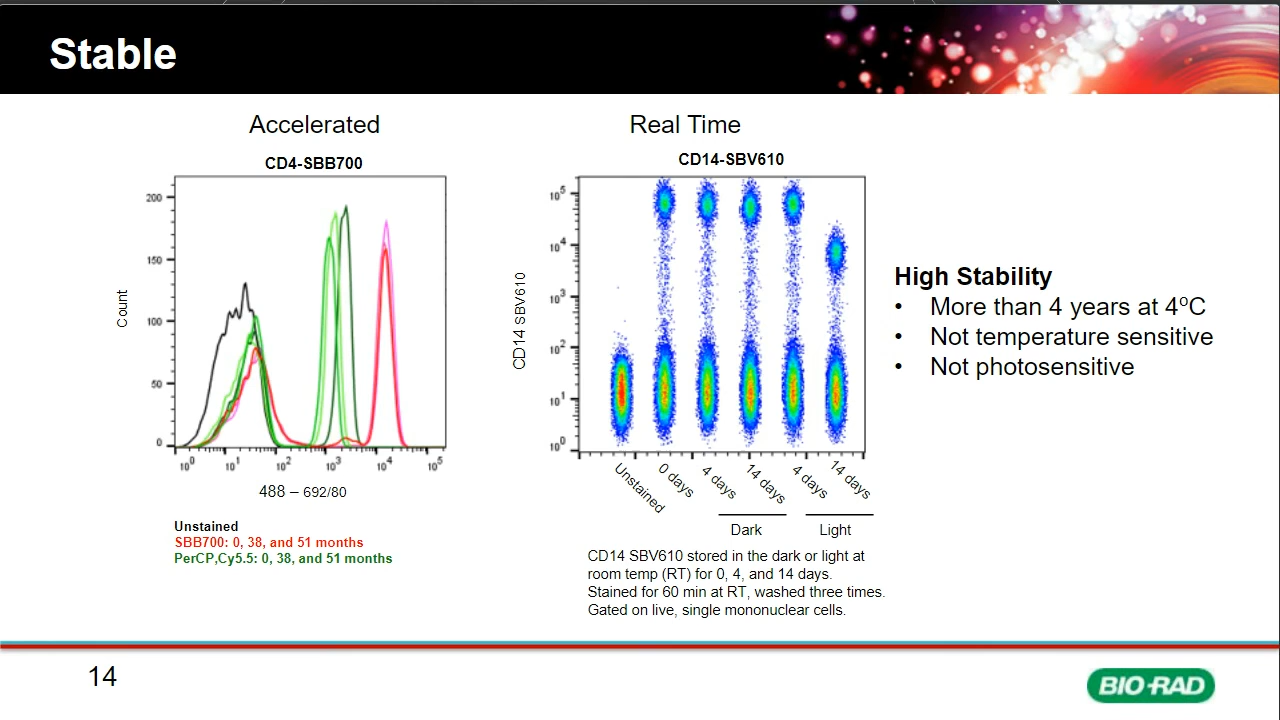 Stable
Accelerated
CD4-SBB700
Count
200
150
100
50
0
10⁰ 10¹ 10² 10³ 10⁴ 10⁵
488 – 692/80
Unstained
SBB700: 0, 38, and 51 months
PerCP,Cy5.5: 0, 38, and 51 months
Real Time
CD14-SBV610
CD14 SBV610
10⁵
10⁴
10³
10²
10¹
10⁰
Unstained 0 days 4 days 14 days 4 days 14 days
Dark Light
CD14 SBV610 stored in the dark or light at
room temp (RT) for 0, 4, and 14 days.
Stained for 60 min at RT, washed three times.
Gated on live, single mononuclear cells.
High Stability
• More than 4 years at 4ºC
• Not temperature sensitive
• Not photosensitive
14
BIO-RAD